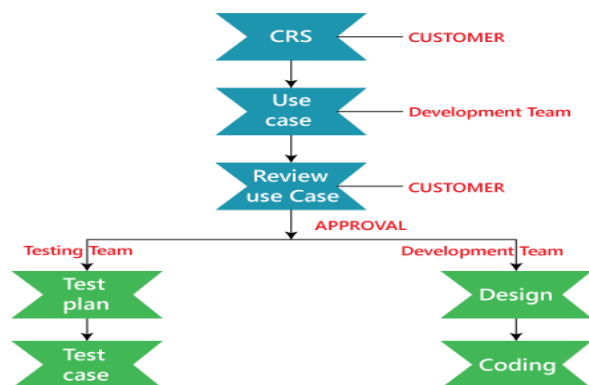 CRS
CUSTOMER
Use
case
Development Team
Review
use Case
CUSTOMER
APPROVAL
Testing Team
Development Team
Test
plan
Design
Test
case
Coding